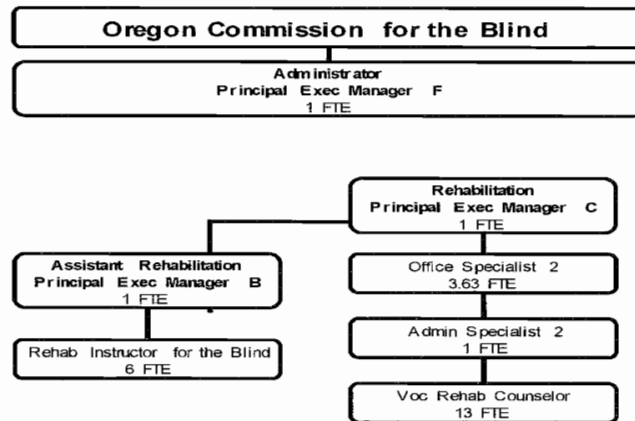 Oregon Commission for the Blind
Administrator
Principal Exec Manager F
1 FTE
Rehabilitation
Principal Exec Manager C
1 FTE
Assistant Rehabilitation
Principal Exec Manager B
1 FTE
Office Specialist 2
3.63 FTE
Rehab Instructor for the Blind
6 FTE
Admin Specialist 2
1 FTE
Voc Rehab Counselor
13 FTE